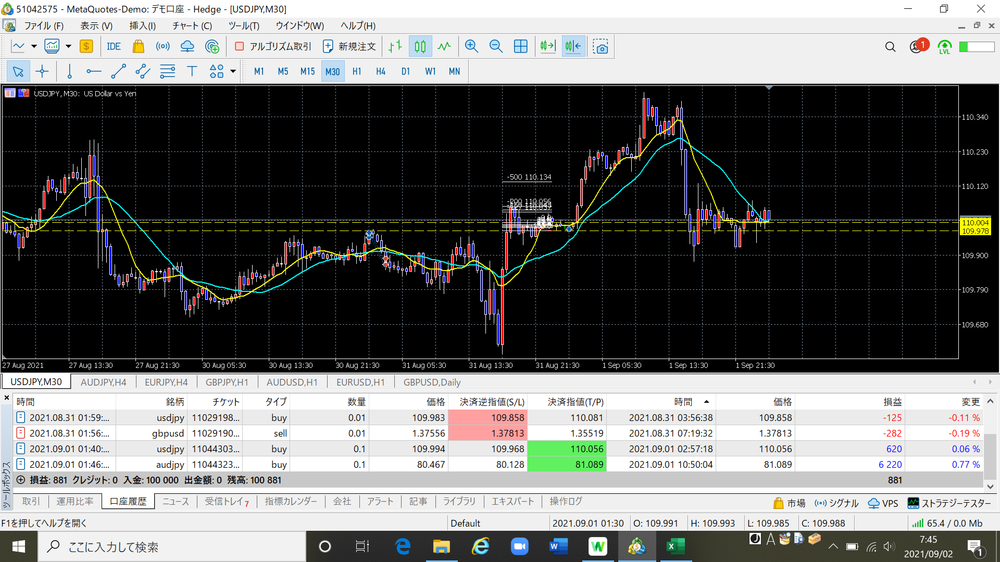 51042575 - MetaQuotes-Demo: デモ口座 - Hedge - [USDJPY,M30]
ファイル (F) 表示 (V) 挿入(I) チャート (C) ツール(T) ウインドウ(W) ヘルプ(H)
$ IDE アルゴリズム取引 新規注文 1 LVL
T M1 M5 M15 M30 H1 H4 D1 W1 MN
USDJPY, M30: US Dollar vs Yen
110.340
110.230
-500 110.134
110.120
-200 110.056
110.004
109.978
109.900
109.790
109.680
27 Aug 2021 27 Aug 13:30 27 Aug 21:30 30 Aug 05:30 30 Aug 13:30 30 Aug 21:30 31 Aug 05:30 31 Aug 13:30 31 Aug 21:30 1 Sep 05:30 1 Sep 13:30 1 Sep 21:30
USDJPY,M30 AUDJPY,H4 EURJPY,H4 GBPJPY,H1 AUDUSD,H1 EURUSD,H1 GBPUSD,Daily
時間 銘柄 チケット タイプ 数量 価格 決済逆指値(S/L) 決済指値(T/P) 時間 価格 損益 変更
2021.08.31 01:59:... usdjpy 11029198... buy 0.01 109.983 109.858 110.081 2021.08.31 03:56:38 109.858 -125 -0.11 %
2021.08.31 01:56:... gbpusd 11029190... sell 0.01 1.37556 1.37813 1.35519 2021.08.31 07:19:32 1.37813 -282 -0.19 %
2021.09.01 01:40:... usdjpy 11044303... buy 0.1 109.994 109.968 110.056 2021.09.01 02:57:18 110.056 620 0.06 %
2021.09.01 01:46:... audjpy 11044323... buy 0.1 80.467 80.128 81.089 2021.09.01 10:50:04 81.089 6 220 0.77 %
損益: 881 クレジット: 0 入金: 100 000 出金額: 0 残高: 100 881 881
ツールボックス
取引 運用比率 口座履歴 ニュース 受信トレイ 7 指標カレンダー 会社 アラート 記事 ライブラリ エキスパート 操作ログ 市場 シグナル VPS ストラテジーテスター
F1を押してヘルプを開く Default 2021.09.01 01:30 O: 109.991 H: 109.993 L: 109.985 C: 109.988 65.4 / 0.0 Mb
ここに入力して検索 A 7:45
2021/09/02 1